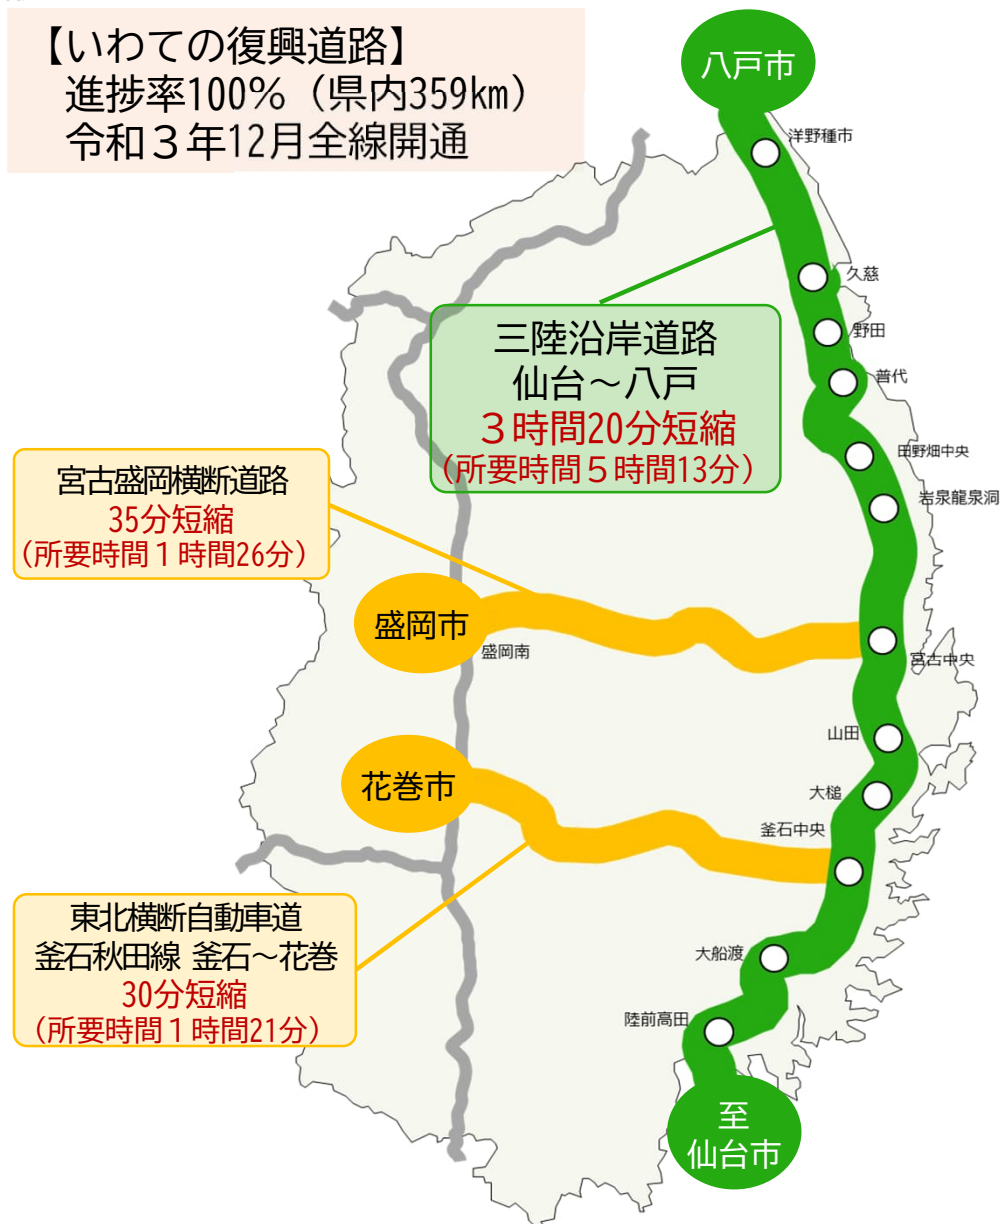 【いわての復興道路】
進捗率100％（県内359km）
令和３年12月全線開通
八戸市
洋野種市
久慈
野田
普代
田野畑中央
岩泉龍泉洞
三陸沿岸道路
仙台～八戸
３時間20分短縮
（所要時間５時間13分）
宮古盛岡横断道路
35分短縮
（所要時間１時間26分）
盛岡市
盛岡南
宮古中央
山田
花巻市
大槌
釜石中央
東北横断自動車道
釜石秋田線 釜石～花巻
30分短縮
（所要時間１時間21分）
大船渡
陸前高田
至
仙台市